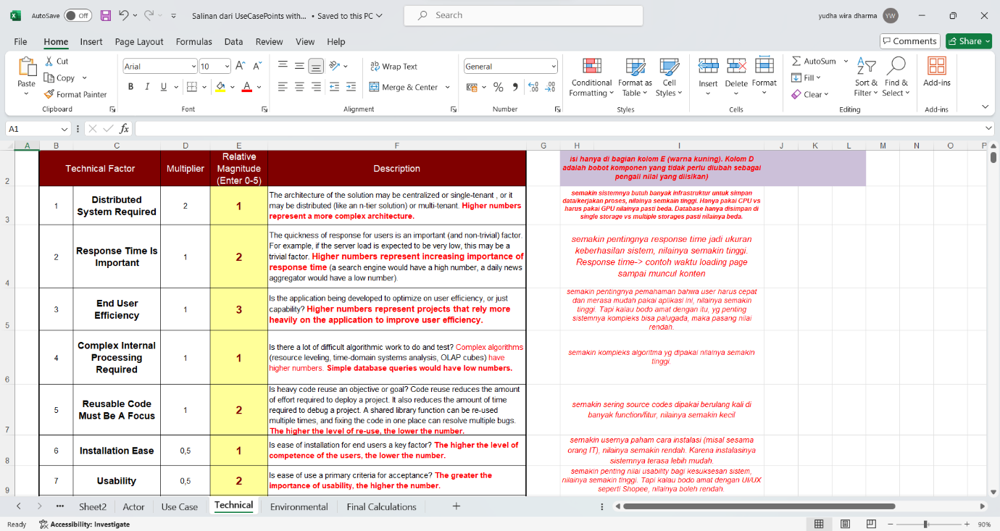 AutoSave Off Salinan dari UseCasePoints with... • Saved to this PC Search yudha wira dharma YW
File Home Insert Page Layout Formulas Data Review View Help Comments Share
Paste Cut Copy Format Painter
Clipboard
Arial 10
B I U
Font
Wrap Text
Merge & Center
Alignment
General
Number
Conditional Formatting Format as Table Cell Styles
Styles
Insert Delete Format
Cells
AutoSum
Fill
Clear
Sort & Filter Find & Select
Editing
Add-ins
Add-ins
A1 fx
A B C D E F G H I J K L M N O P
2
Technical Factor
Multiplier
Relative
Magnitude
(Enter 0-5)
Description
isi hanya di bagian kolom E (warna kuning). Kolom D
adalah bobot komponen yang tidak perlu diubah sebagai
pengali nilai yang diisikan)
3
1
Distributed
System Required
2
1
The architecture of the solution may be centralized or single-tenant , or it
may be distributed (like an n-tier solution) or multi-tenant. Higher numbers
represent a more complex architecture.
semakin sistemnya butuh banyak infrastruktur untuk simpan
data/kerjakan proses, nilainya semkain tinggi. Hanya pakai CPU vs
harus pakai GPU nilainya pasti beda. Database hanya disimpan di
single storage vs multiple storages pasti nilainya beda.
4
2
Response Time Is
Important
1
2
The quickness of response for users is an important (and non-trivial) factor.
For example, if the server load is expected to be very low, this may be a
trivial factor. Higher numbers represent increasing importance of
response time (a search engine would have a high number, a daily news
aggregator would have a low number).
semakin pentingnya response time jadi ukuran
keberhasilan sistem, nilainya semakin tinggi.
Response time-> contoh waktu loading page
sampai muncul konten
5
3
End User
Efficiency
1
3
Is the application being developed to optimize on user efficiency, or just
capability? Higher numbers represent projects that rely more
heavily on the application to improve user efficiency.
semakin pentingnya pemahaman bahwa user harus cepat
dan merasa mudah pakai aplikasi ini, nilainya semakin
tinggi. Tapi kalau bodo amat dengan itu, yg penting
sistemnya kompleks bisa palugada, maka pasang nilai
rendah.
6
4
Complex Internal
Processing
Required
1
1
Is there a lot of difficult algorithmic work to do and test? Complex algorithms
(resource leveling, time-domain systems analysis, OLAP cubes) have
higher numbers. Simple database queries would have low numbers.
semakin kompleks algoritma yg dipakai nilainya semakin
tinggi.
7
5
Reusable Code
Must Be A Focus
1
2
Is heavy code reuse an objective or goal? Code reuse reduces the amount
of effort required to deploy a project. It also reduces the amount of time
required to debug a project. A shared library function can be re-used
multiple times, and fixing the code in one place can resolve multiple bugs.
The higher the level of re-use, the lower the number.
semakin sering source codes dipakai berulang kali di
banyak function/fitur, nilainya semakin kecil
8
6
Installation Ease
0,5
1
Is ease of installation for end users a key factor? The higher the level of
competence of the users, the lower the number.
semakin usernya paham cara instalasi (misal sesama
orang IT), nilainya semakin rendah. Karena instalasinya
sistemnya terasa lebih mudah.
9
7
Usability
0,5
2
Is ease of use a primary criteria for acceptance? The greater the
importance of usability, the higher the number.
semakin penting nilai usability bagi kesuksesan sistem,
nilainya semakin tinggi. Tapi kalau bodo amat dengan UI/UX
seperti Shopee, nilainya boleh rendah.
Sheet2 Actor Use Case Technical Environmental Final Calculations
Ready Accessibility: Investigate 90%